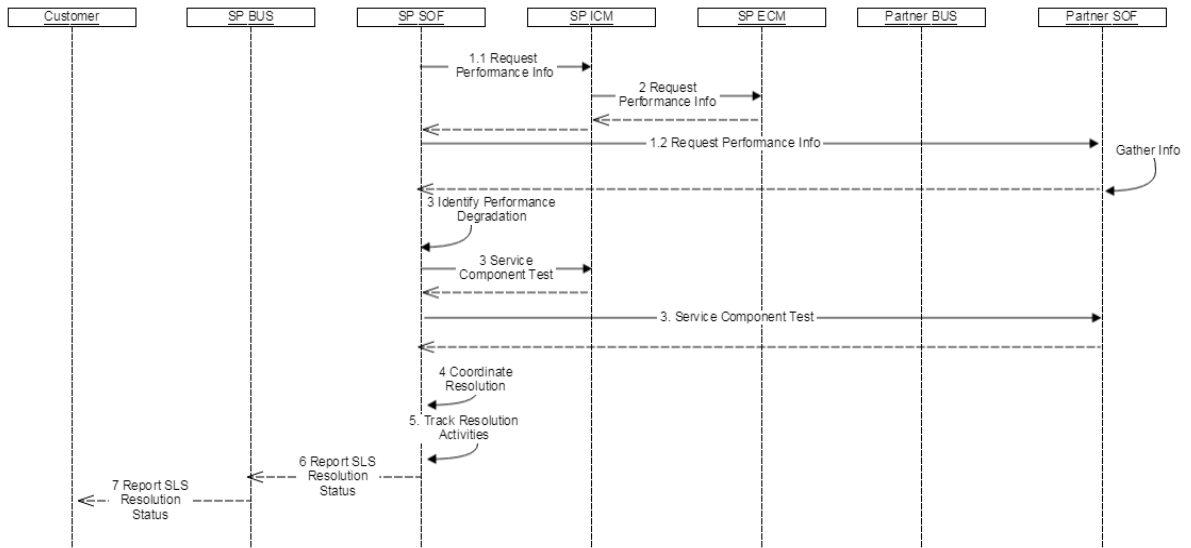 Customer
SP BUS
SP SOF
SP ICM
SP ECM
Partner BUS
Partner SOF
1.1 Request
Performance Info
2 Request
Performance Info
1.2 Request Performance Info
Gather Info
3 Identify Performance
Degradation
3 Service
Component Test
3. Service Component Test
4 Coordinate
Resolution
5. Track Resolution
Activities
6 Report SLS
Resolution
Status
7 Report SLS
Resolution
Status